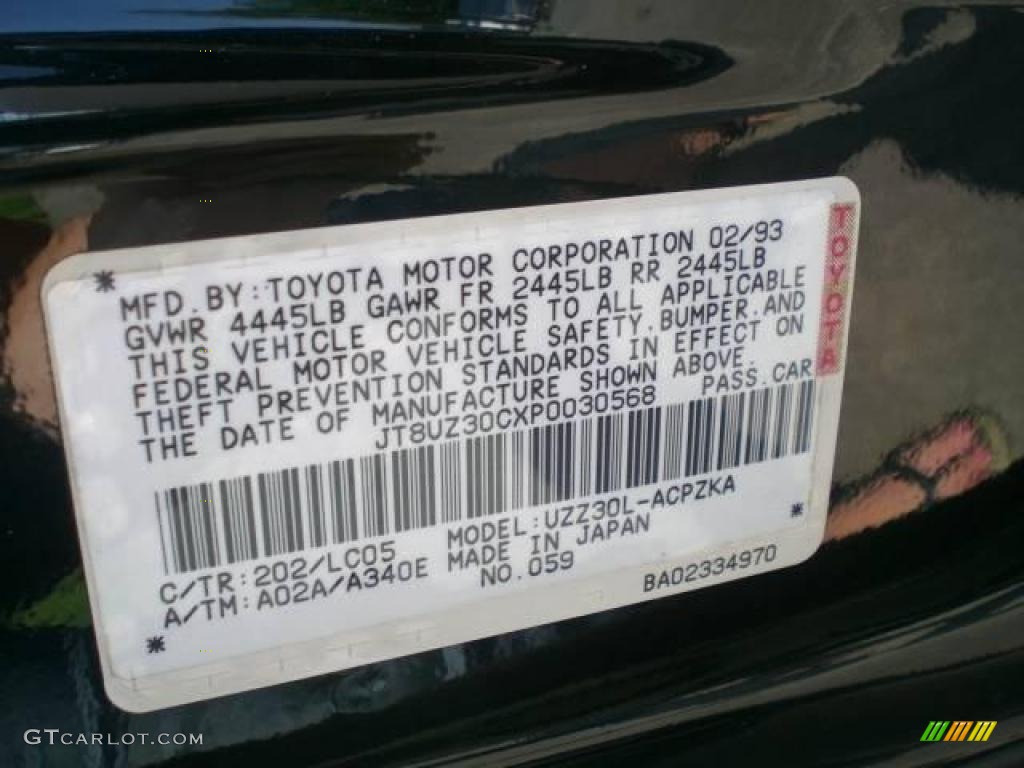 MFD. BY: TOYOTA MOTOR CORPORATION 02/93
GVWR 4445LB GAWR FR 2445LB RR 2445LB
THIS VEHICLE CONFORMS TO ALL APPLICABLE
FEDERAL MOTOR VEHICLE SAFETY, BUMPER, AND
THEFT PREVENTION STANDARDS IN EFFECT ON
THE DATE OF MANUFACTURE SHOWN ABOVE.
JT8UZ30CXP0030568 PASS. CAR
C/TR: 202/LC05 MODEL: UZZ30L-ACPZKA
A/TM: A02A/A340E MADE IN JAPAN
NO. 059 BA02334970
TOYOTA
GTCARLOT.COM